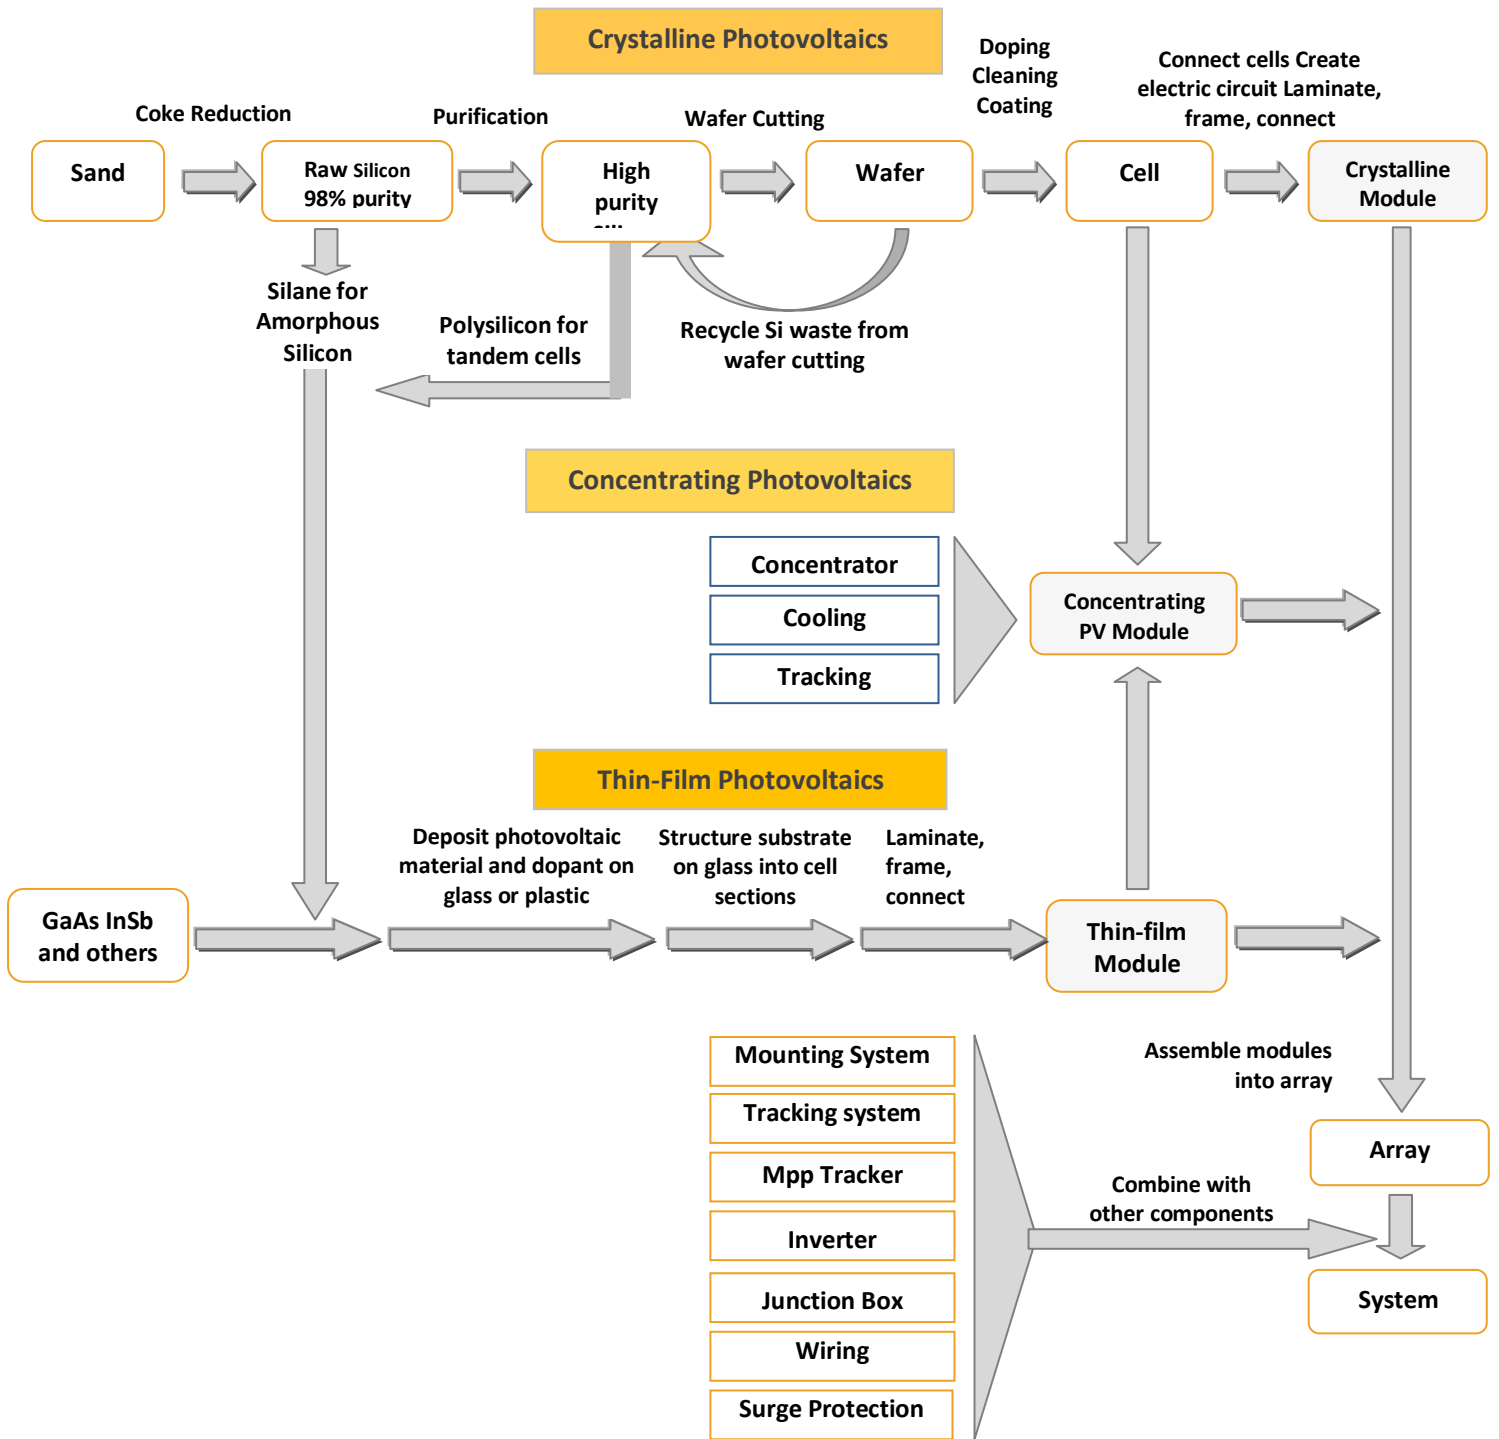 Crystalline Photovoltaics
Doping
Cleaning
Coating
Connect cells Create
electric circuit Laminate,
frame, connect
Coke Reduction
Purification
Wafer Cutting
Sand
Raw Silicon
98% purity
High
purity
Wafer
Cell
Crystalline
Module
Silane for
Amorphous
Silicon
Polysilicon for
tandem cells
Recycle Si waste from
wafer cutting
Concentrating Photovoltaics
Concentrator
Cooling
Tracking
Concentrating
PV Module
Thin-Film Photovoltaics
Deposit photovoltaic
material and dopant on
glass or plastic
Structure substrate
on glass into cell
sections
Laminate,
frame,
connect
GaAs InSb
and others
Thin-film
Module
Mounting System
Tracking system
Mpp Tracker
Inverter
Junction Box
Wiring
Surge Protection
Assemble modules
into array
Array
Combine with
other components
System